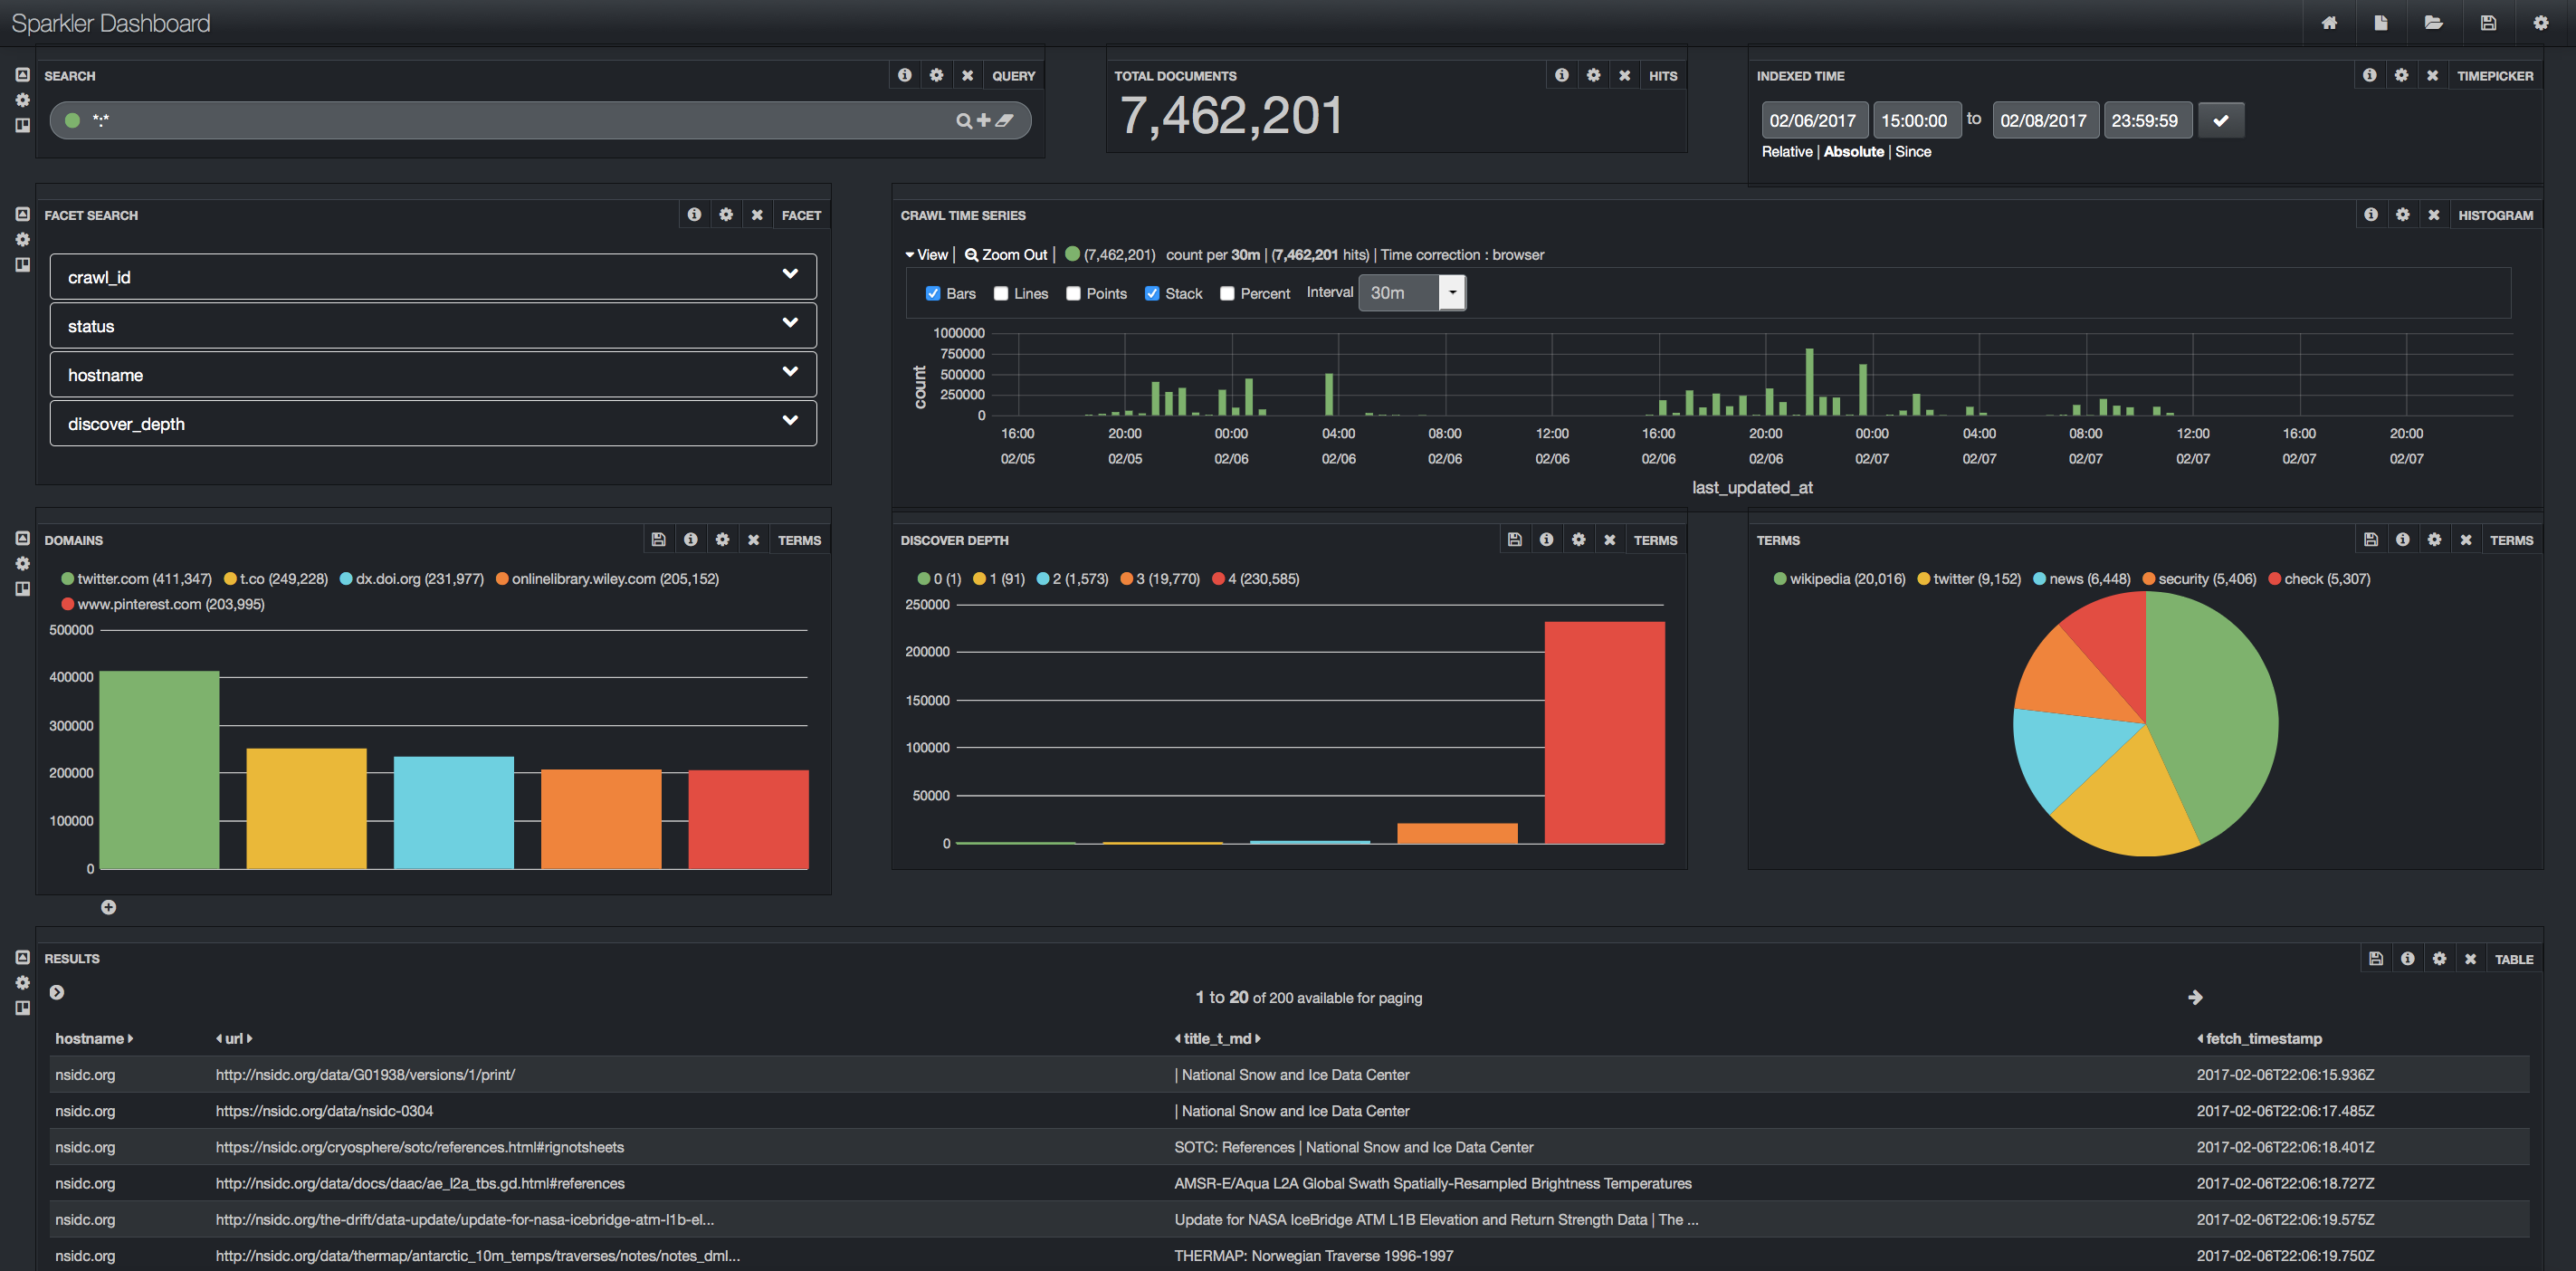 Sparkler Dashboard
SEARCH
QUERY
*:*
TOTAL DOCUMENTS
HITS
7,462,201
INDEXED TIME
TIMEPICKER
02/06/2017 15:00:00 to 02/08/2017 23:59:59
Relative | Absolute | Since
FACET SEARCH
FACET
crawl_id
status
hostname
discover_depth
CRAWL TIME SERIES
HISTOGRAM
View | Zoom Out | (7,462,201) count per 30m | (7,462,201 hits) | Time correction : browser
Bars Lines Points Stack Percent Interval 30m
count
1000000
750000
500000
250000
0
16:00 20:00 00:00 04:00 08:00 12:00 16:00 20:00 00:00 04:00 08:00 12:00 16:00 20:00
02/05 02/05 02/06 02/06 02/06 02/06 02/06 02/06 02/07 02/07 02/07 02/07 02/07 02/07
last_updated_at
DOMAINS
TERMS
twitter.com (411,347) t.co (249,228) dx.doi.org (231,977) onlinelibrary.wiley.com (205,152)
www.pinterest.com (203,995)
500000
400000
300000
200000
100000
0
DISCOVER DEPTH
TERMS
0 (1) 1 (91) 2 (1,573) 3 (19,770) 4 (230,585)
250000
200000
150000
100000
50000
0
TERMS
TERMS
wikipedia (20,016) twitter (9,152) news (6,448) security (5,406) check (5,307)
RESULTS
TABLE
1 to 20 of 200 available for paging
hostname url title_t_md fetch_timestamp
nsidc.org http://nsidc.org/data/G01938/versions/1/print/ | National Snow and Ice Data Center 2017-02-06T22:06:15.936Z
nsidc.org https://nsidc.org/data/nsidc-0304 | National Snow and Ice Data Center 2017-02-06T22:06:17.485Z
nsidc.org https://nsidc.org/cryosphere/sotc/references.html#rignotsheets SOTC: References | National Snow and Ice Data Center 2017-02-06T22:06:18.401Z
nsidc.org http://nsidc.org/data/docs/daac/ae_l2a_tbs.gd.html#references AMSR-E/Aqua L2A Global Swath Spatially-Resampled Brightness Temperatures 2017-02-06T22:06:18.727Z
nsidc.org http://nsidc.org/the-drift/data-update/update-for-nasa-icebridge-atm-l1b-el... Update for NASA IceBridge ATM L1B Elevation and Return Strength Data | The ... 2017-02-06T22:06:19.575Z
nsidc.org http://nsidc.org/data/thermap/antarctic_10m_temps/traverses/notes/notes_dml... THERMAP: Norwegian Traverse 1996-1997 2017-02-06T22:06:19.750Z